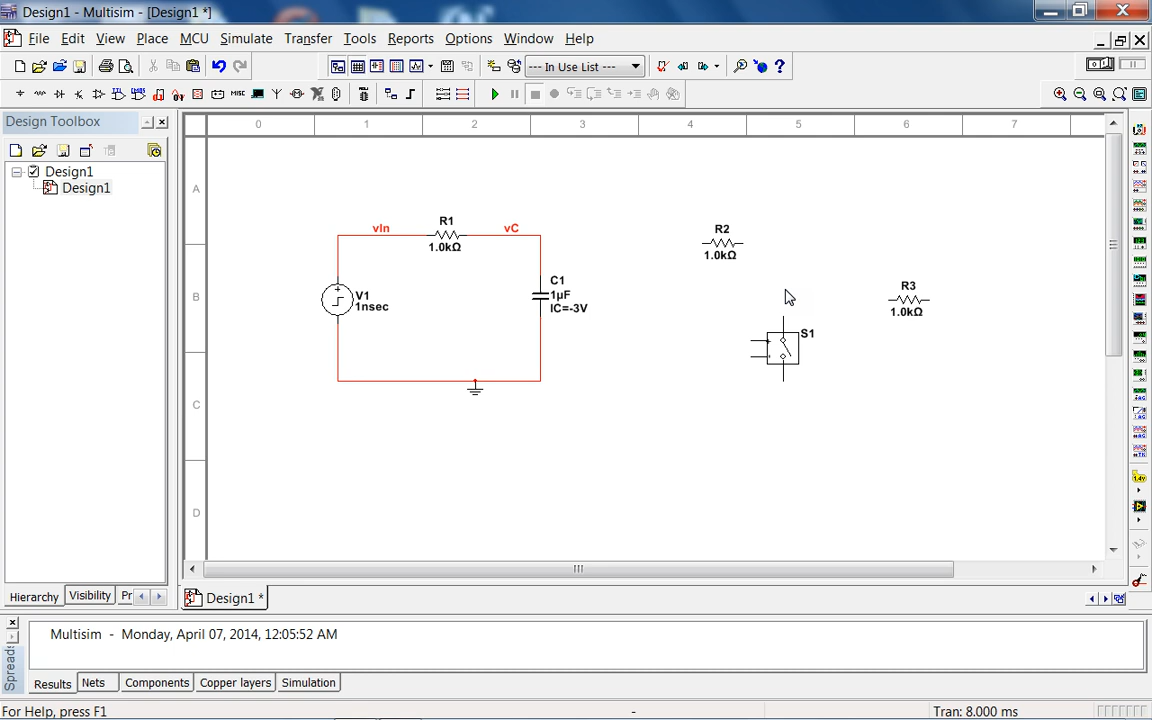 Design1 - Multisim - [Design1 *]
File Edit View Place MCU Simulate Transfer Tools Reports Options Window Help
--- In Use List ---
MISC
Design Toolbox
Design1
Design1
0 1 2 3 4 5 6 7
A
B
C
D
vIn
R1
1.0kΩ
vC
V1
1nsec
C1
1µF
IC=-3V
R2
1.0kΩ
S1
R3
1.0kΩ
Hierarchy Visibility Pr
Design1 *
Multisim - Monday, April 07, 2014, 12:05:52 AM
Spreads
Results Nets Components Copper layers Simulation
For Help, press F1
-
Tran: 8.000 ms